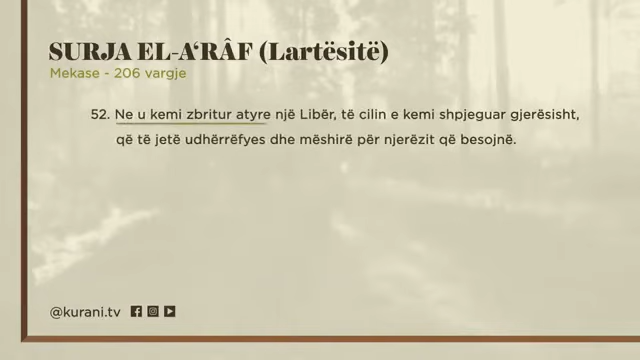 SURJA EL-A‘RÂF (Lartësitë)
Mekase - 206 vargje
52. Ne u kemi zbritur atyre një Libër, të cilin e kemi shpjeguar gjerësisht,
që të jetë udhërrëfyes dhe mëshirë për njerëzit që besojnë.
@kurani.tv